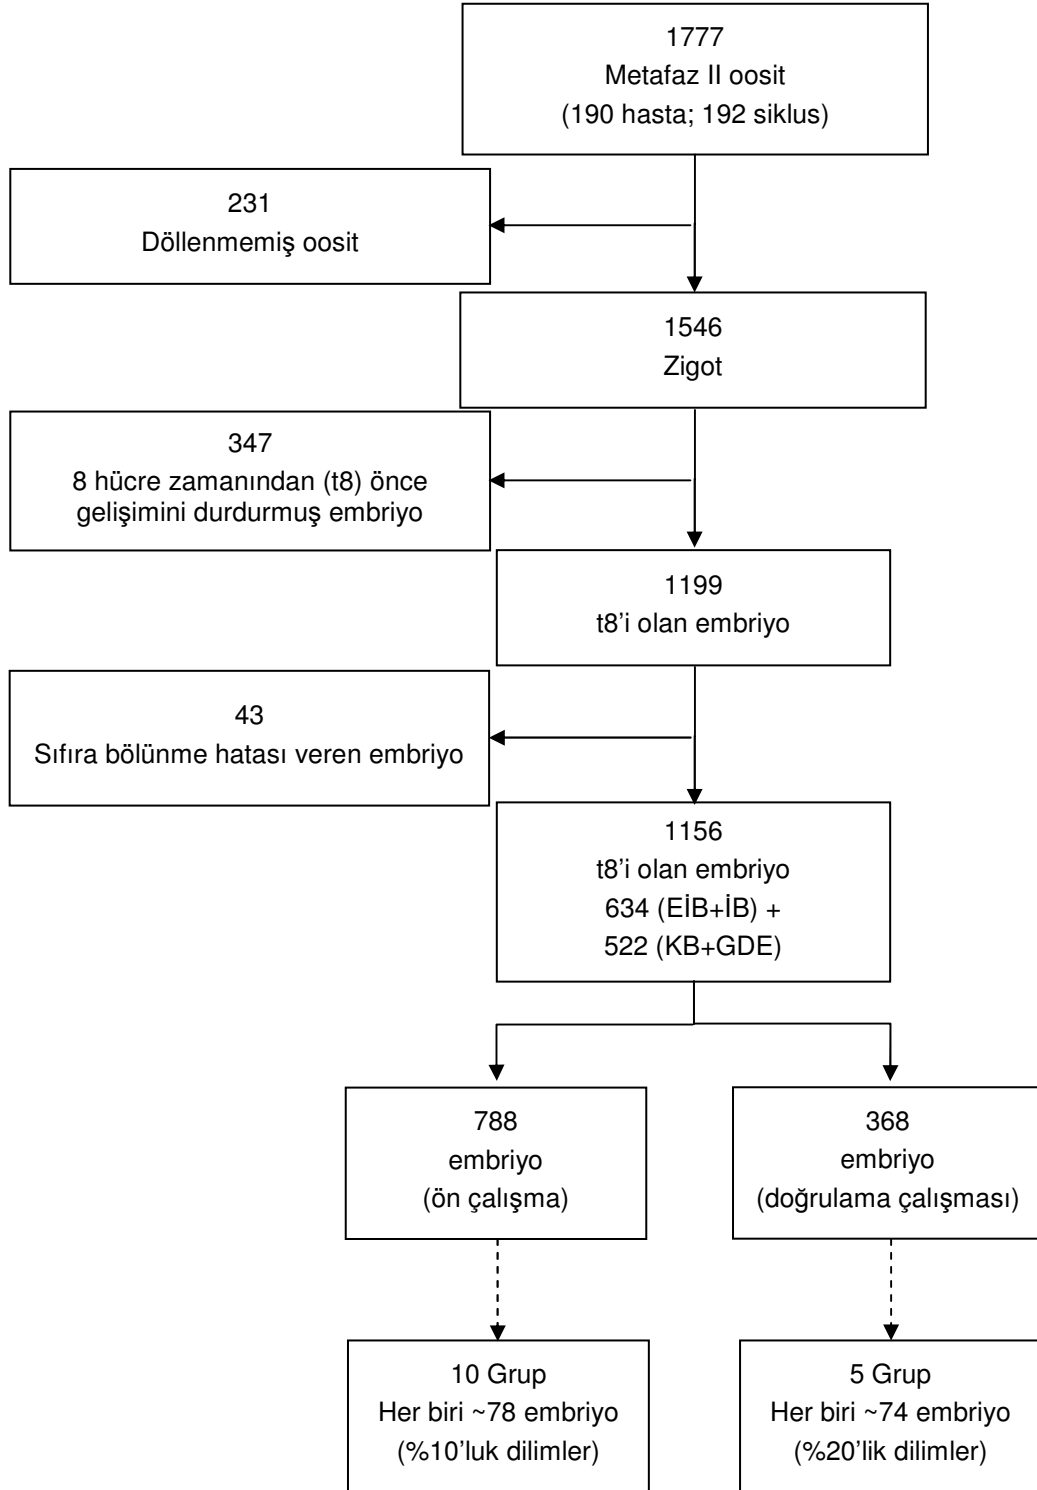 1777
Metafaz II oosit
(190 hasta; 192 siklus)
231
Döllenmemiş oosit
1546
Zigot
347
8 hücre zamanından (t8) önce
gelişimini durdurmuş embriyo
1199
t8'i olan embriyo
43
Sıfıra bölünme hatası veren embriyo
1156
t8'i olan embriyo
634 (EİB+İB) +
522 (KB+GDE)
788
embriyo
(ön çalışma)
368
embriyo
(doğrulama çalışması)
10 Grup
Her biri ~78 embriyo
(%10'luk dilimler)
5 Grup
Her biri ~74 embriyo
(%20'lik dilimler)